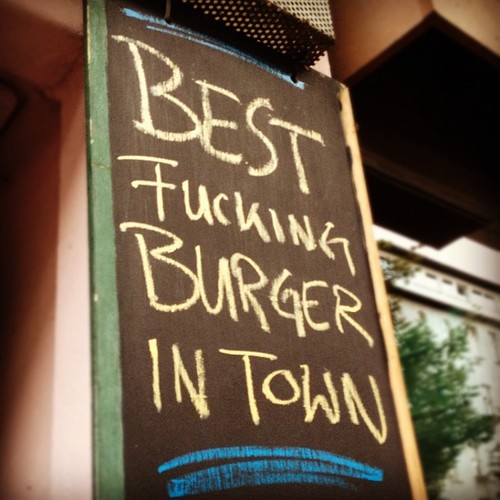 BEST
FUCKING
BURGER
IN TOWN